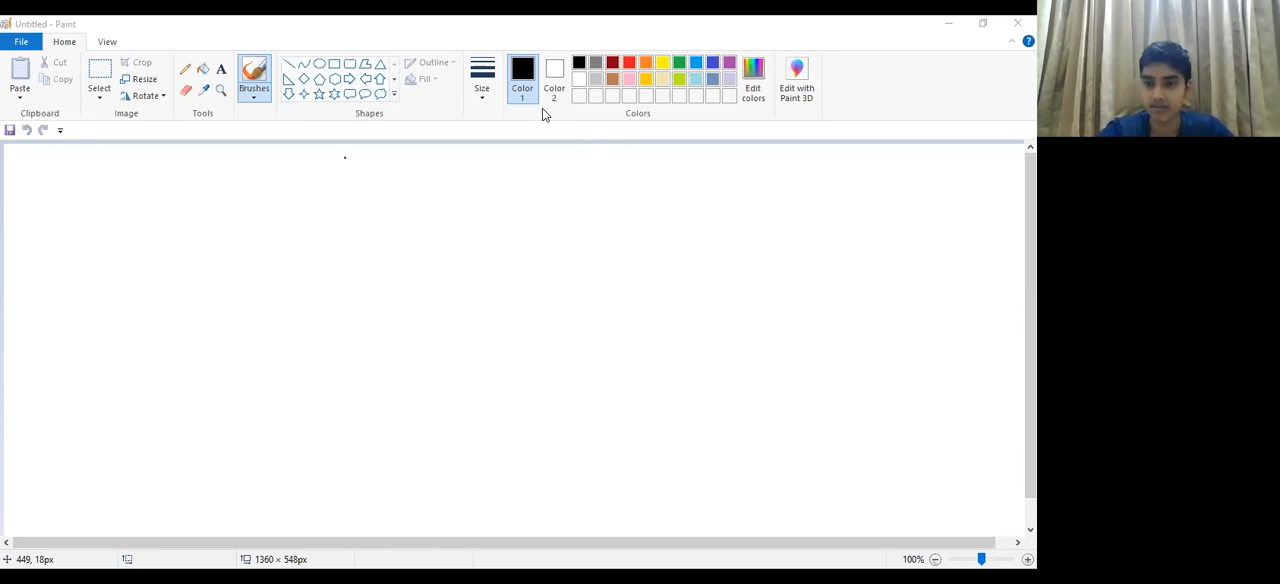 Untitled - Paint
File Home View
Paste
Cut
Copy
Clipboard
Select
Crop
Resize
Rotate
Image
A
Tools
Brushes
Shapes
Outline
Fill
Size
Color
1
Color
2
Colors
Edit
colors
Edit with
Paint 3D
449, 18px
1360 × 548px
100%